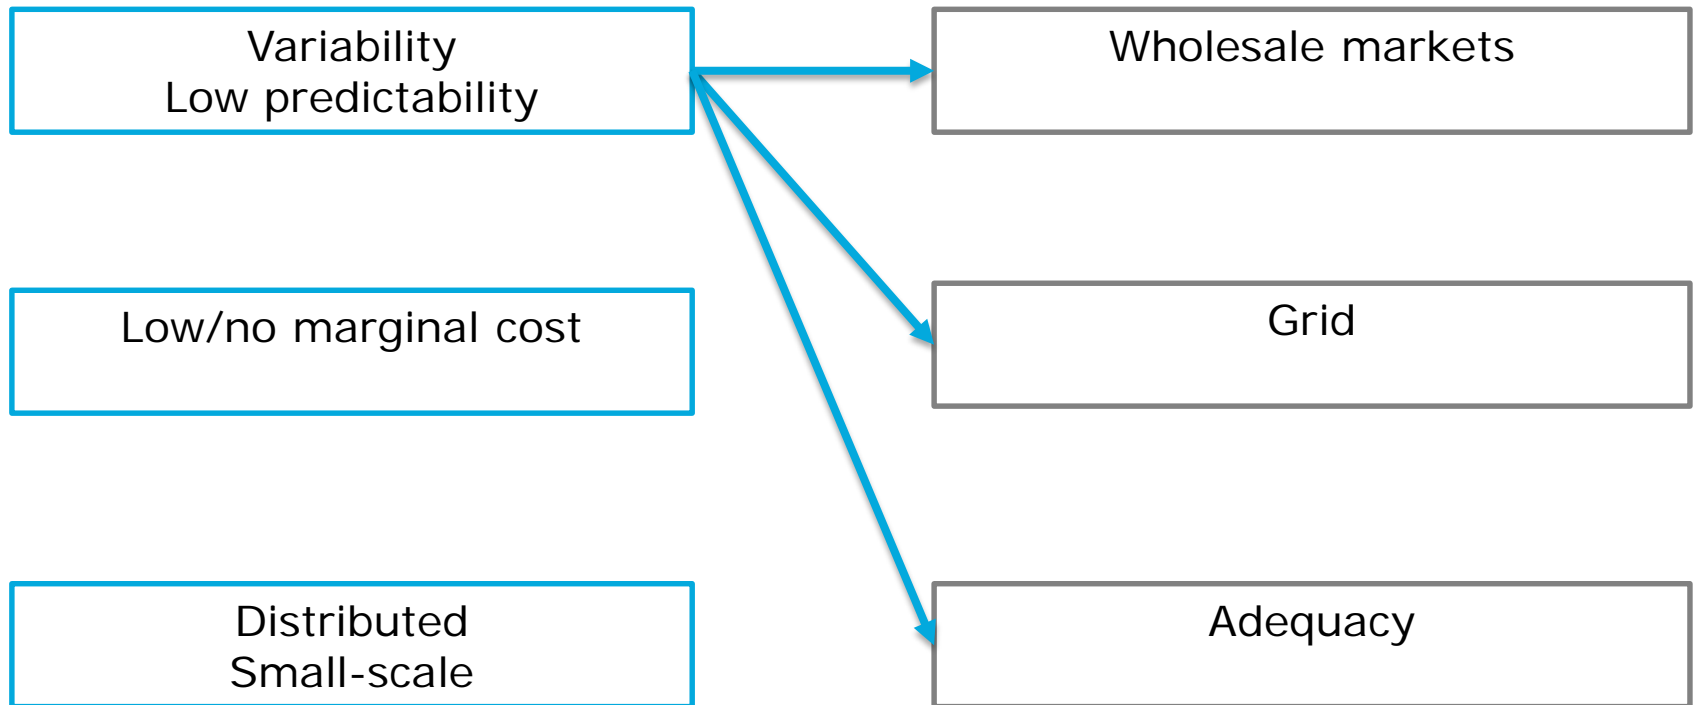 Variability
Low predictability
Wholesale markets
Low/no marginal cost
Grid
Distributed
Small-scale
Adequacy